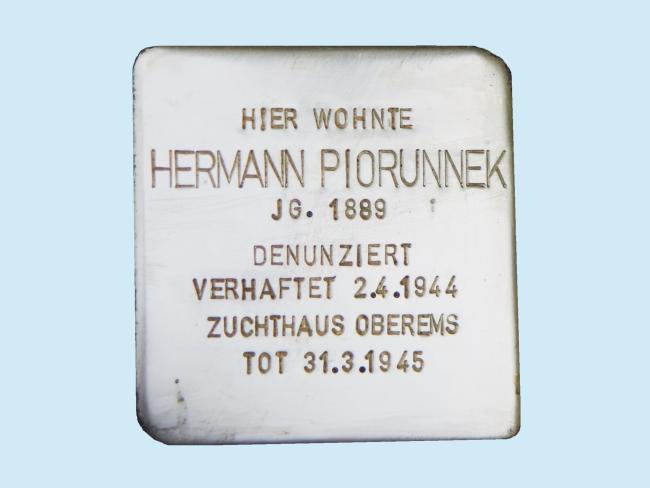 HIER WOHNTE
HERMANN PIORUNNEK
JG. 1889
DENUNZIERT
VERHAFTET 2.4.1944
ZUCHTHAUS OBEREMS
TOT 31.3.1945